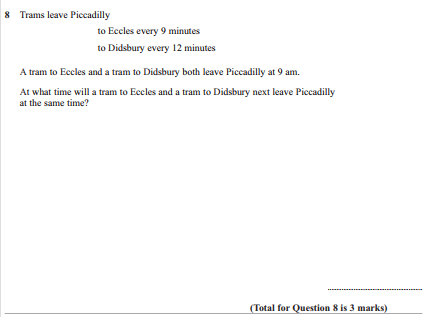 8 Trams leave Piccadilly
to Eccles every 9 minutes
to Didsbury every 12 minutes
A tram to Eccles and a tram to Didsbury both leave Piccadilly at 9 am.
At what time will a tram to Eccles and a tram to Didsbury next leave Piccadilly
at the same time?
(Total for Question 8 is 3 marks)